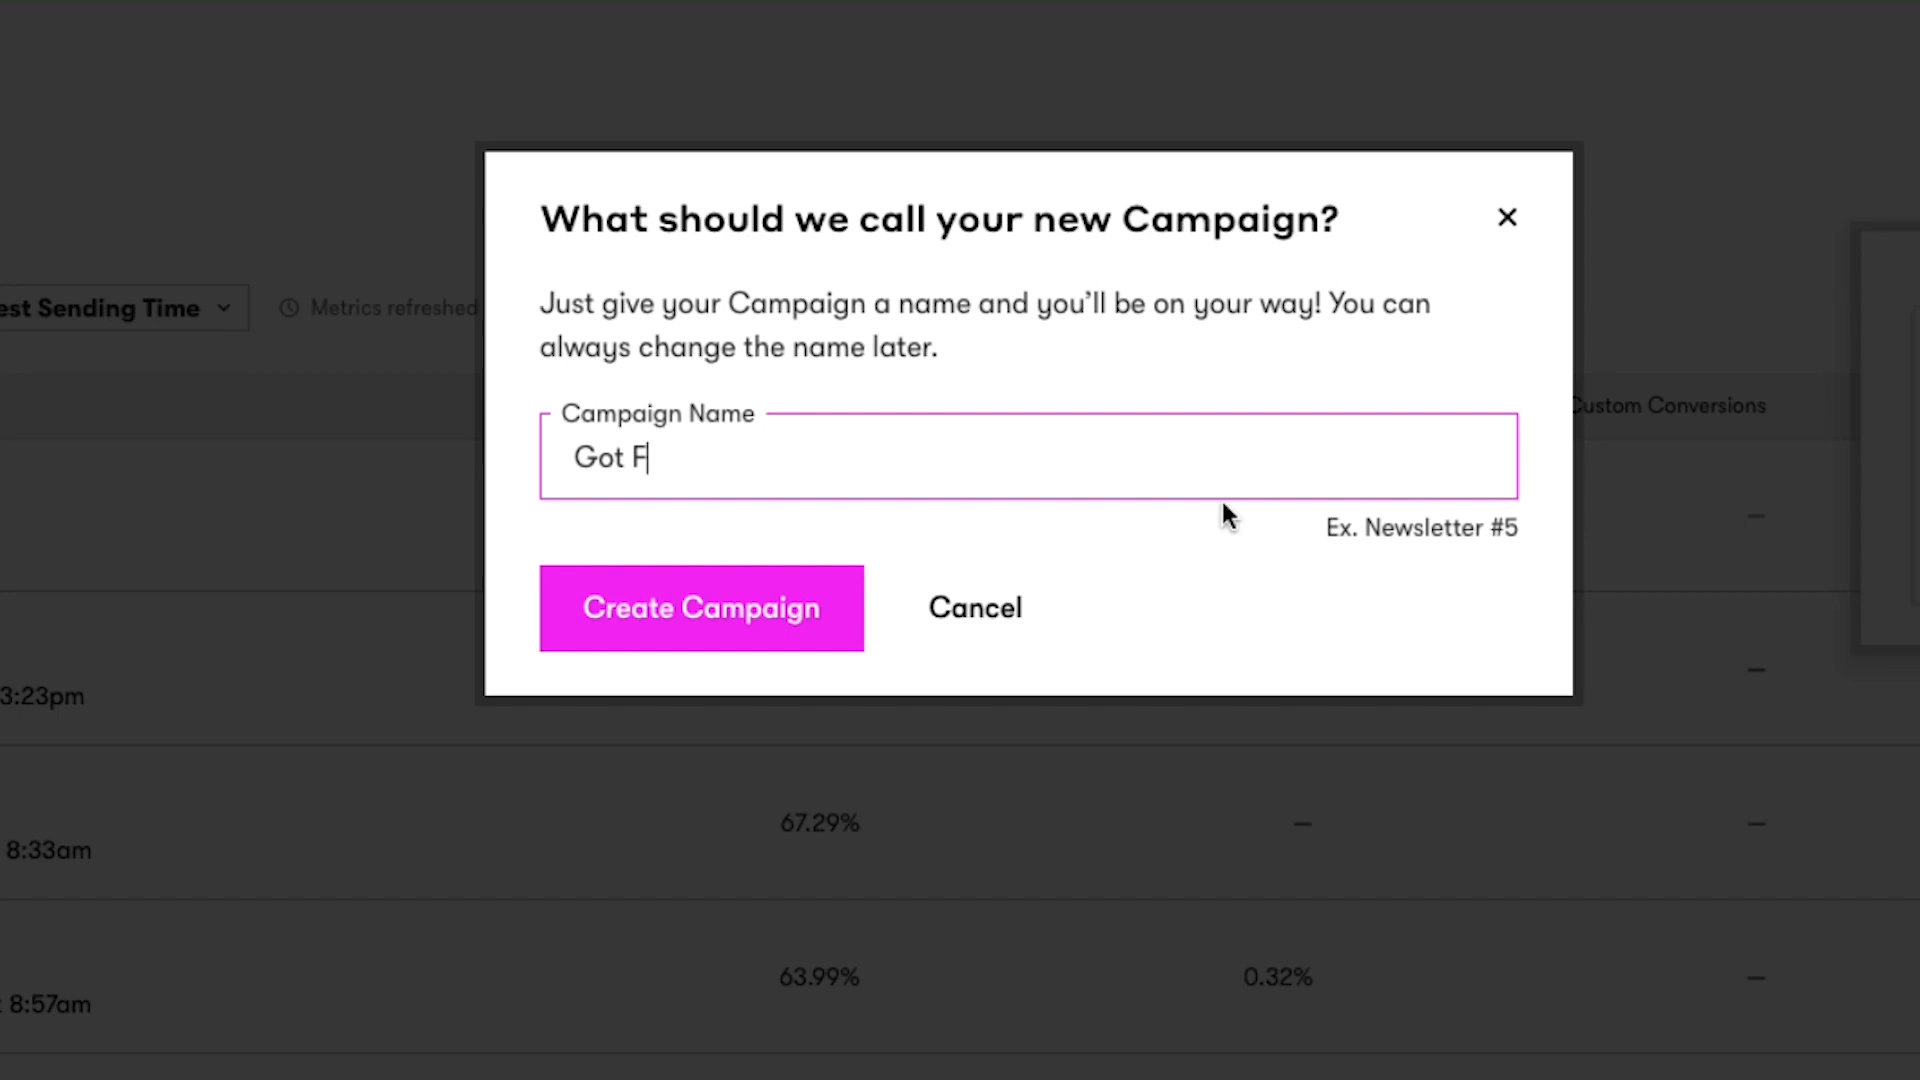 What should we call your new Campaign?
Just give your Campaign a name and you'll be on your way! You can
always change the name later.
Campaign Name
Got F
Ex. Newsletter #5
Create Campaign
Cancel
est Sending Time
Metrics refreshed
Custom Conversions
3:23pm
67.29%
8:33am
63.99%
0.32%
8:57am